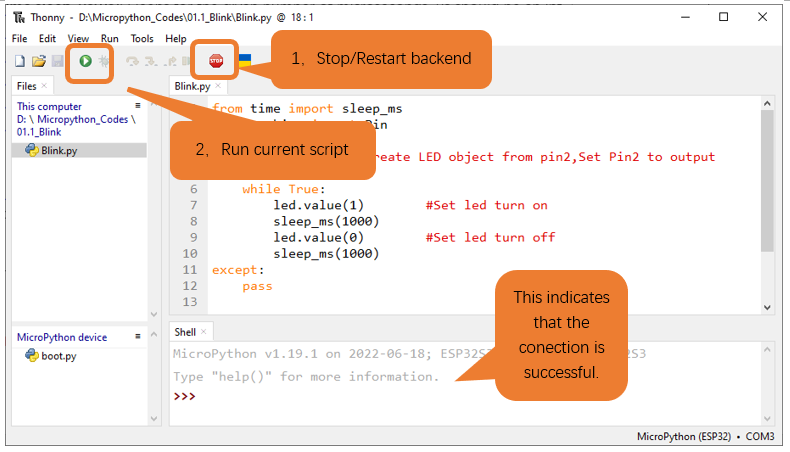 Thonny - D:\Micropython_Codes\01.1_Blink\Blink.py @ 18 : 1
File Edit View Run Tools Help
STOP
1，Stop/Restart backend
Files ×
Blink.py ×
This computer
D: \ Micropython_Codes \
01.1_Blink
Blink.py
from time import sleep_ms
2，Run current script
reate LED object from pin2,Set Pin2 to output
6 while True:
7 led.value(1) #Set led turn on
8 sleep_ms(1000)
9 led.value(0) #Set led turn off
10 sleep_ms(1000)
11 except:
12 pass
13
This indicates
that the
conection is
successful.
MicroPython device
boot.py
Shell ×
MicroPython v1.19.1 on 2022-06-18; ESP32S
2S3
Type "help()" for more information.
>>>
MicroPython (ESP32) • COM3